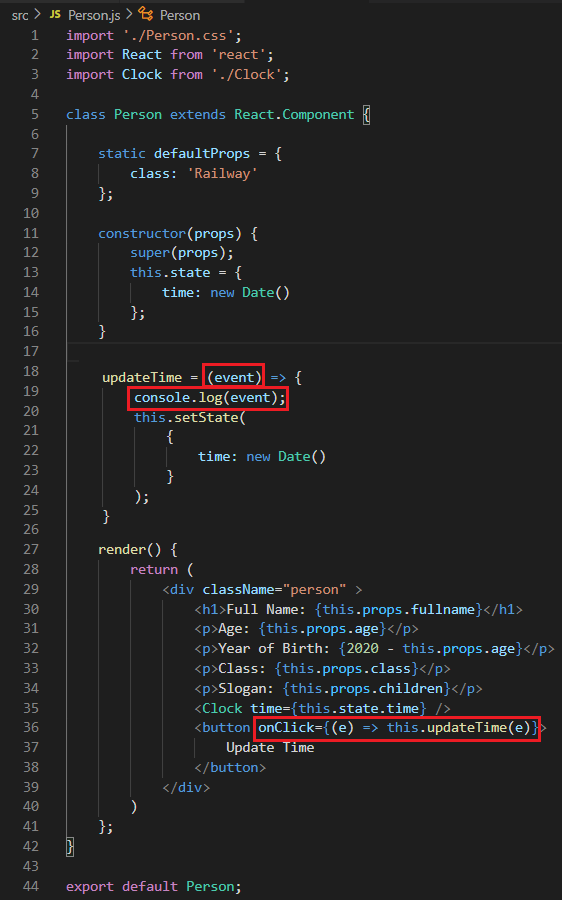 src > JS Person.js > Person
1 import './Person.css';
2 import React from 'react';
3 import Clock from './Clock';
4
5 class Person extends React.Component {
6
7     static defaultProps = {
8         class: 'Railway'
9     };
10
11     constructor(props) {
12         super(props);
13         this.state = {
14             time: new Date()
15         };
16     }
17
18     updateTime = (event) => {
19         console.log(event);
20         this.setState(
21             {
22                 time: new Date()
23             }
24         );
25     }
26
27     render() {
28         return (
29             <div className="person" >
30                 <h1>Full Name: {this.props.fullname}</h1>
31                 <p>Age: {this.props.age}</p>
32                 <p>Year of Birth: {2020 - this.props.age}</p>
33                 <p>Class: {this.props.class}</p>
34                 <p>Slogan: {this.props.children}</p>
35                 <Clock time={this.state.time} />
36                 <button onClick={(e) => this.updateTime(e)}>
37                     Update Time
38                 </button>
39             </div>
40         )
41     };
42 }
43
44 export default Person;